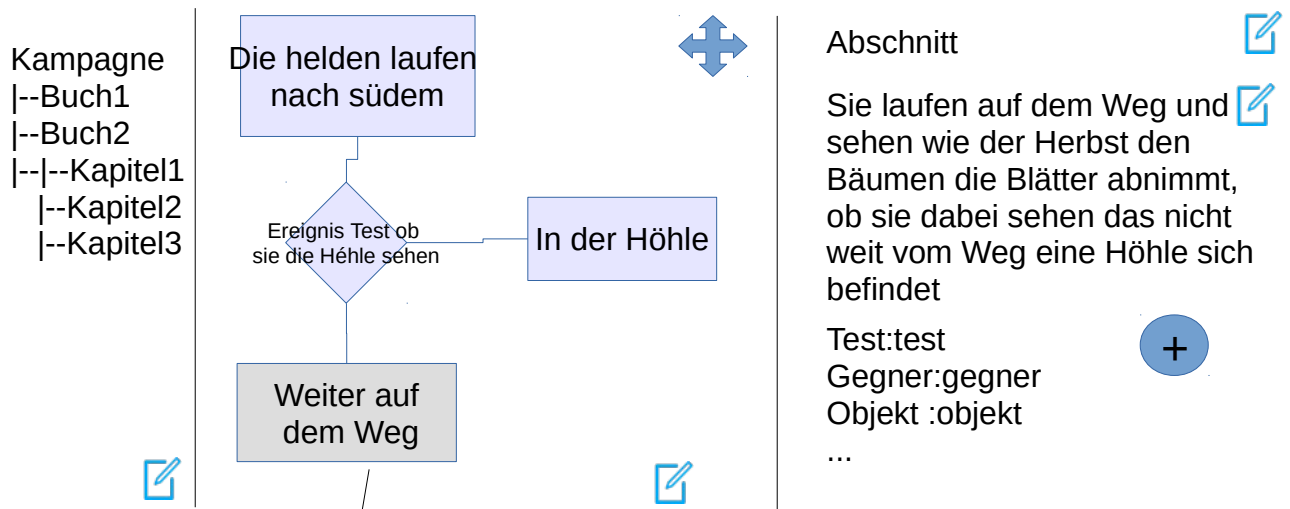 Kampagne
|--Buch1
|--Buch2
|--|--Kapitel1
|--Kapitel2
|--Kapitel3
Die helden laufen
nach südem
Ereignis Test ob
sie die Héhle sehen
In der Höhle
Weiter auf
dem Weg
Abschnitt
Sie laufen auf dem Weg und
sehen wie der Herbst den
Bäumen die Blätter abnimmt,
ob sie dabei sehen das nicht
weit vom Weg eine Höhle sich
befindet
Test:test
Gegner:gegner
Objekt :objekt
...
+